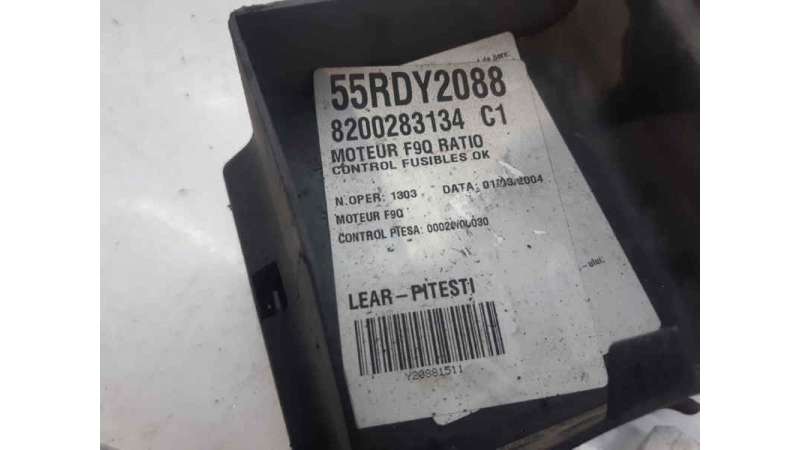 55RDY2088
8200283134 C1
MOTEUR F9Q RATIO
CONTROL FUSIBLES OK
N.OPER: 1303 DATA: 01/03/2004
MOTEUR F9Q
CONTROL PIESA: 00020/00030
LEAR-PITESTI
Y20881511